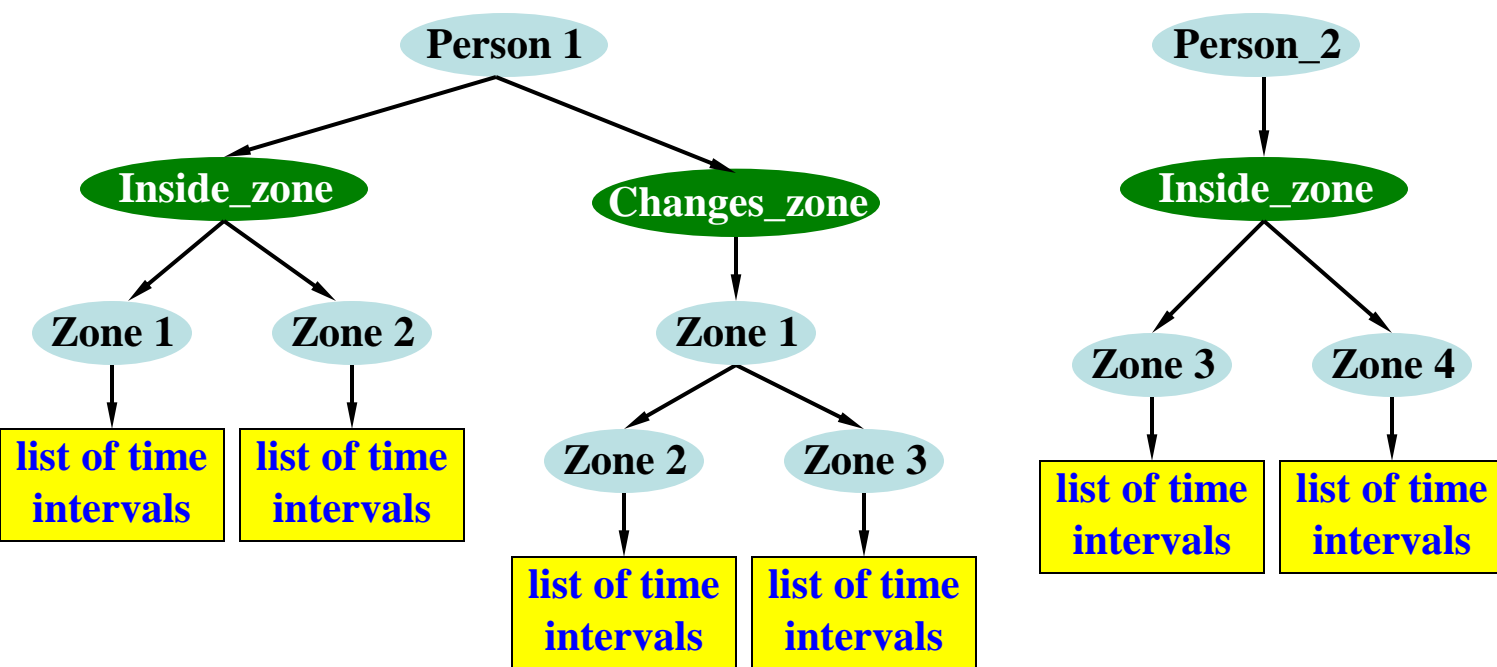 Person 1
Person_2
Inside_zone
Changes_zone
Inside_zone
Zone 1
Zone 2
Zone 1
Zone 3
Zone 4
list of time
intervals
list of time
intervals
Zone 2
Zone 3
list of time
intervals
list of time
intervals
list of time
intervals
list of time
intervals